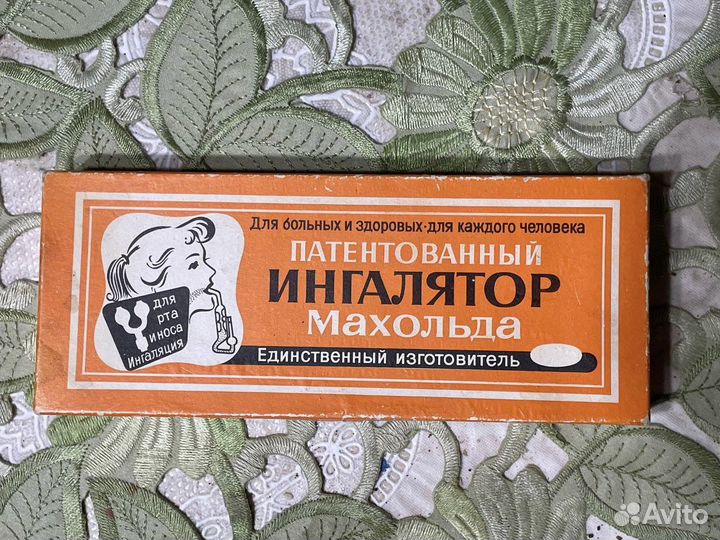 Для больных и здоровых·для каждого человека
ПАТЕНТОВАННЫЙ
ИНГАЛЯТОР
Махольда
Единственный изготовитель
для
рта
и носа
Ингаляция
Avito